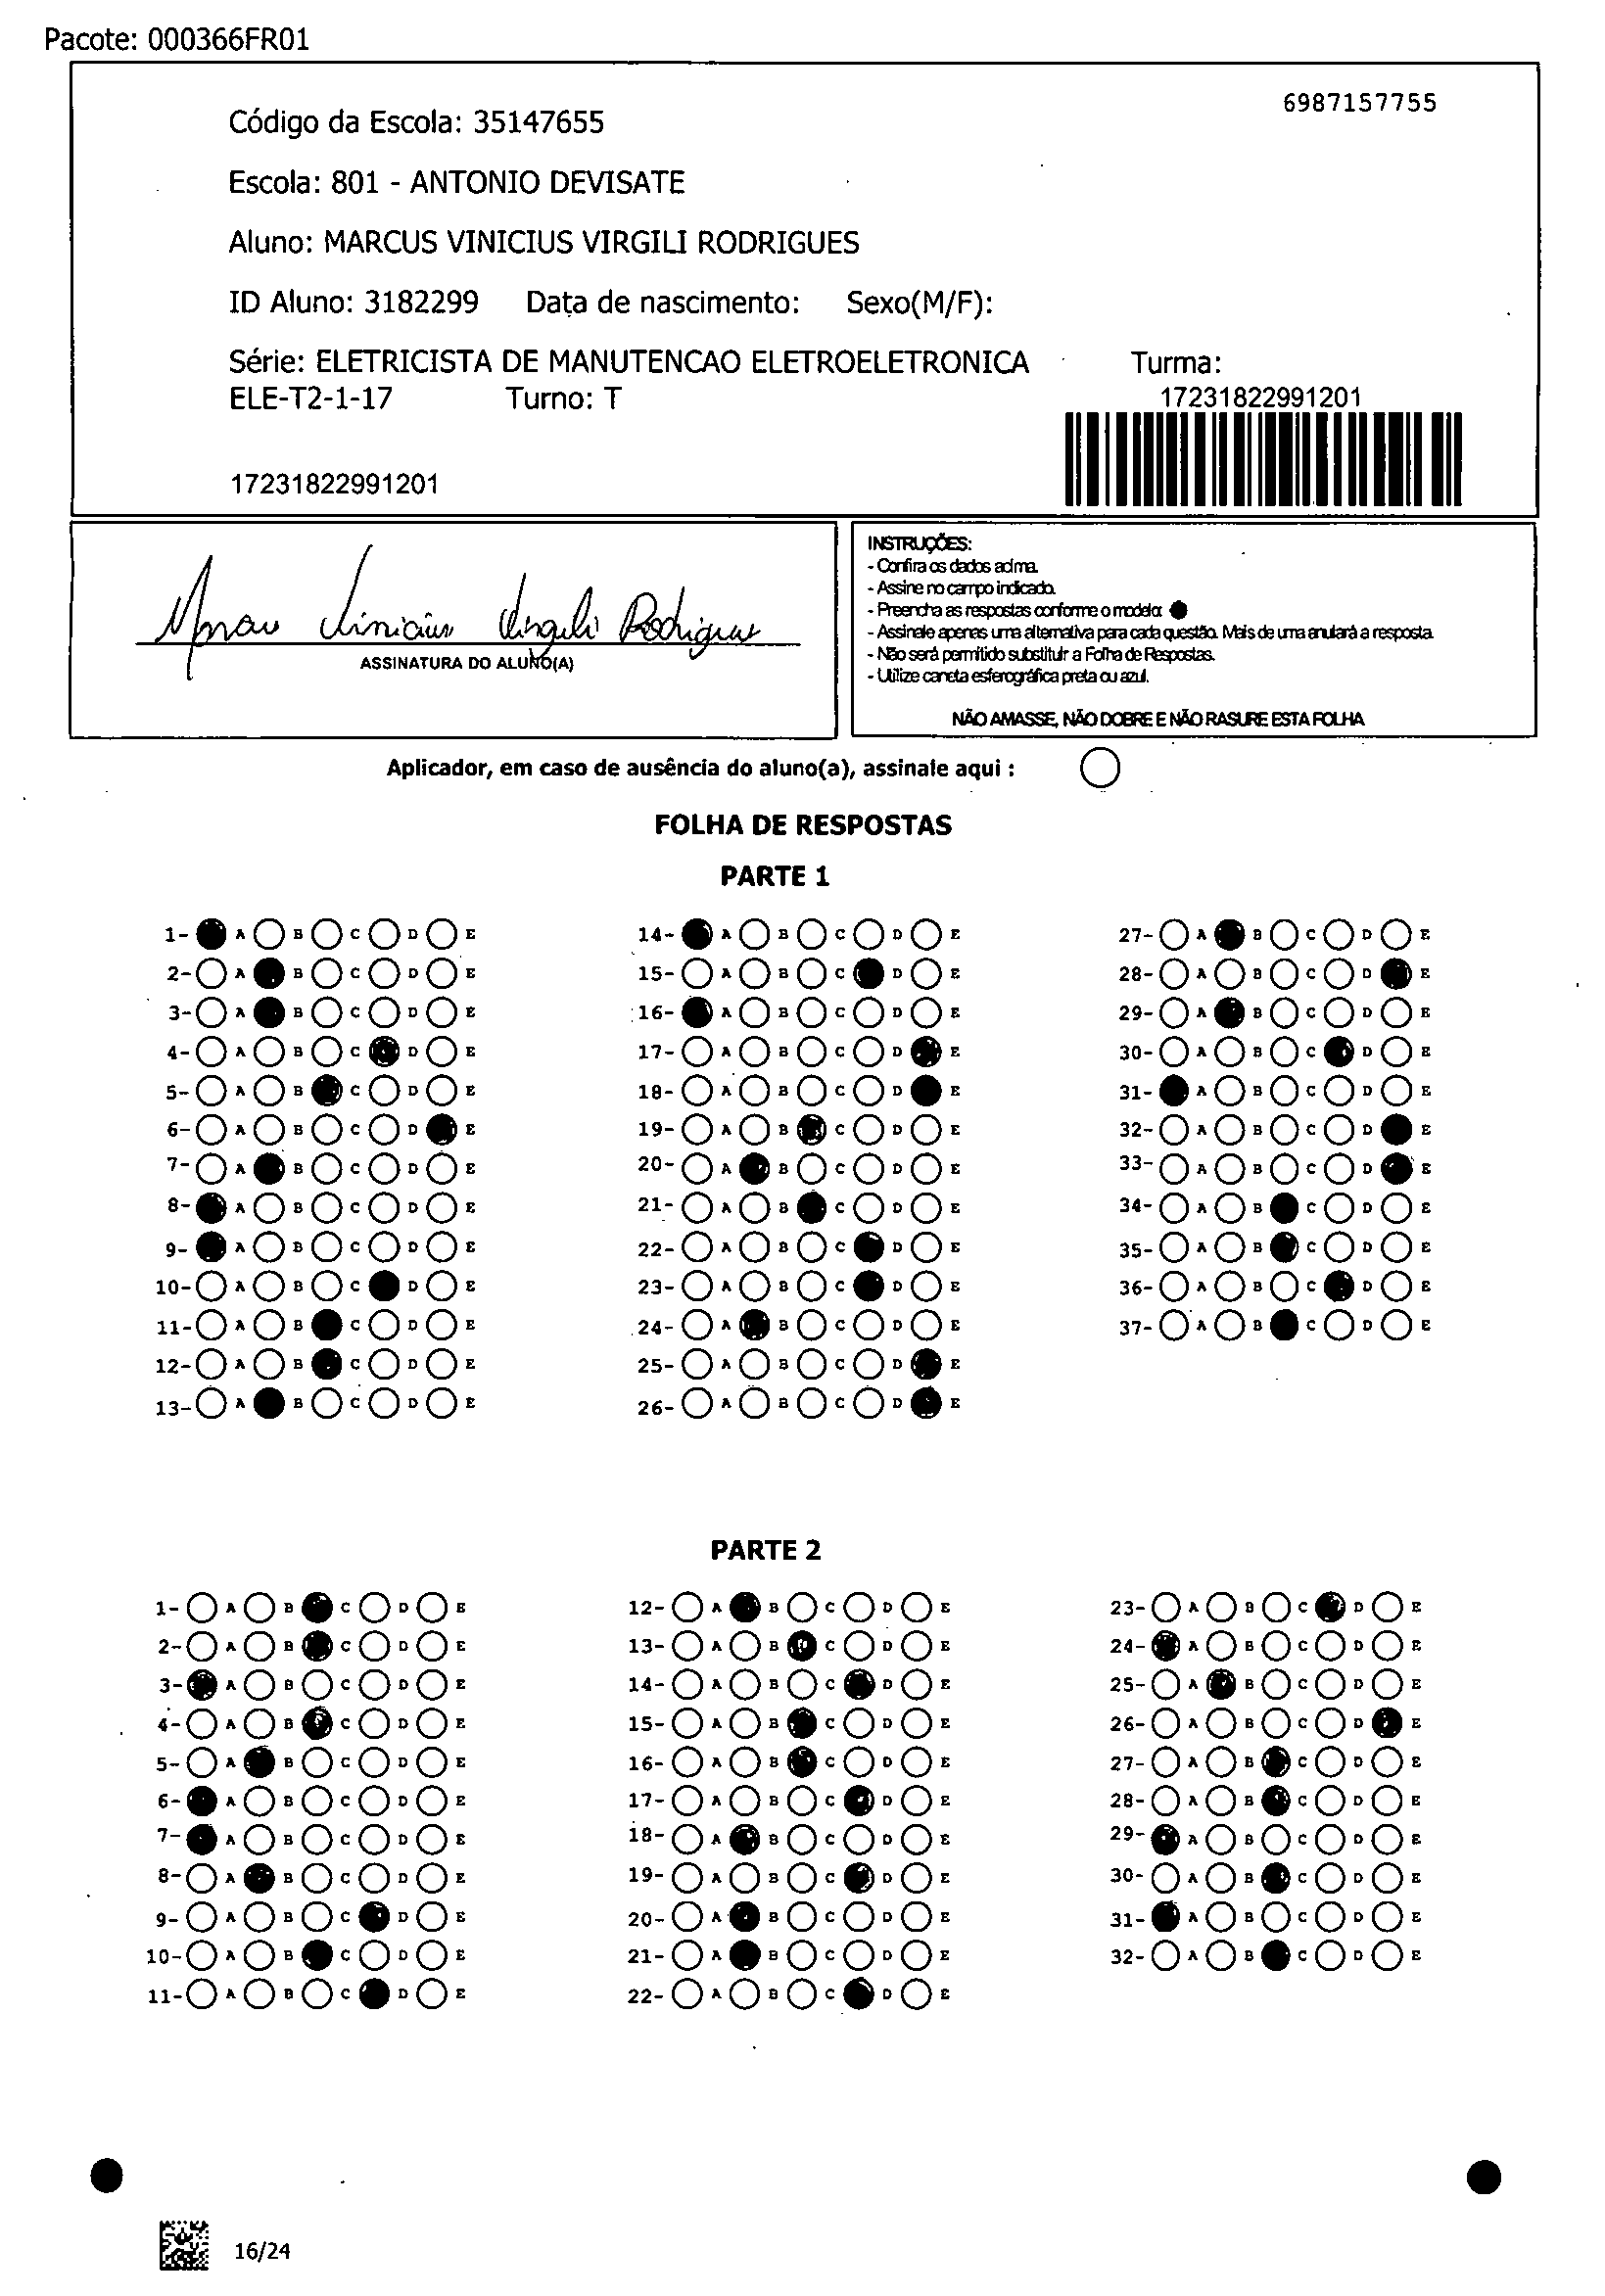 Pacote: 000366FR01
6987157755
Código da Escola: 35147655
Escola: 801 - ANTONIO DEVISATE
Aluno: MARCUS VINICIUS VIRGILI RODRIGUES
ID Aluno: 3182299 Data de nascimento: Sexo(M/F):
Série: ELETRICISTA DE MANUTENCAO ELETROELETRONICA Turma:
ELE-T2-1-17 Turno: T
17231822991201
17231822991201
Marcus Vinicius Virgili Rodrigues
ASSINATURA DO ALUNO(A)
INSTRUÇÕES:
- Confira os dados acima.
- Assine no campo indicado.
- Preencha as respostas conforme o modelo:
- Assinale apenas uma alternativa para cada questão. Mais de uma anulará a resposta.
- Não será permitido substituir a Folha de Respostas.
- Utilize caneta esferográfica preta ou azul.
NÃO AMASSE, NÃO DOBRE E NÃO RASURE ESTA FOLHA
Aplicador, em caso de ausência do aluno(a), assinale aqui :
FOLHA DE RESPOSTAS
PARTE 1
1- A B C D E
2- A B C D E
3- A B C D E
4- A B C D E
5- A B C D E
6- A B C D E
7- A B C D E
8- A B C D E
9- A B C D E
10- A B C D E
11- A B C D E
12- A B C D E
13- A B C D E
14- A B C D E
15- A B C D E
16- A B C D E
17- A B C D E
18- A B C D E
19- A B C D E
20- A B C D E
21- A B C D E
22- A B C D E
23- A B C D E
24- A B C D E
25- A B C D E
26- A B C D E
27- A B C D E
28- A B C D E
29- A B C D E
30- A B C D E
31- A B C D E
32- A B C D E
33- A B C D E
34- A B C D E
35- A B C D E
36- A B C D E
37- A B C D E
PARTE 2
1- A B C D E
2- A B C D E
3- A B C D E
4- A B C D E
5- A B C D E
6- A B C D E
7- A B C D E
8- A B C D E
9- A B C D E
10- A B C D E
11- A B C D E
12- A B C D E
13- A B C D E
14- A B C D E
15- A B C D E
16- A B C D E
17- A B C D E
18- A B C D E
19- A B C D E
20- A B C D E
21- A B C D E
22- A B C D E
23- A B C D E
24- A B C D E
25- A B C D E
26- A B C D E
27- A B C D E
28- A B C D E
29- A B C D E
30- A B C D E
31- A B C D E
32- A B C D E
16/24